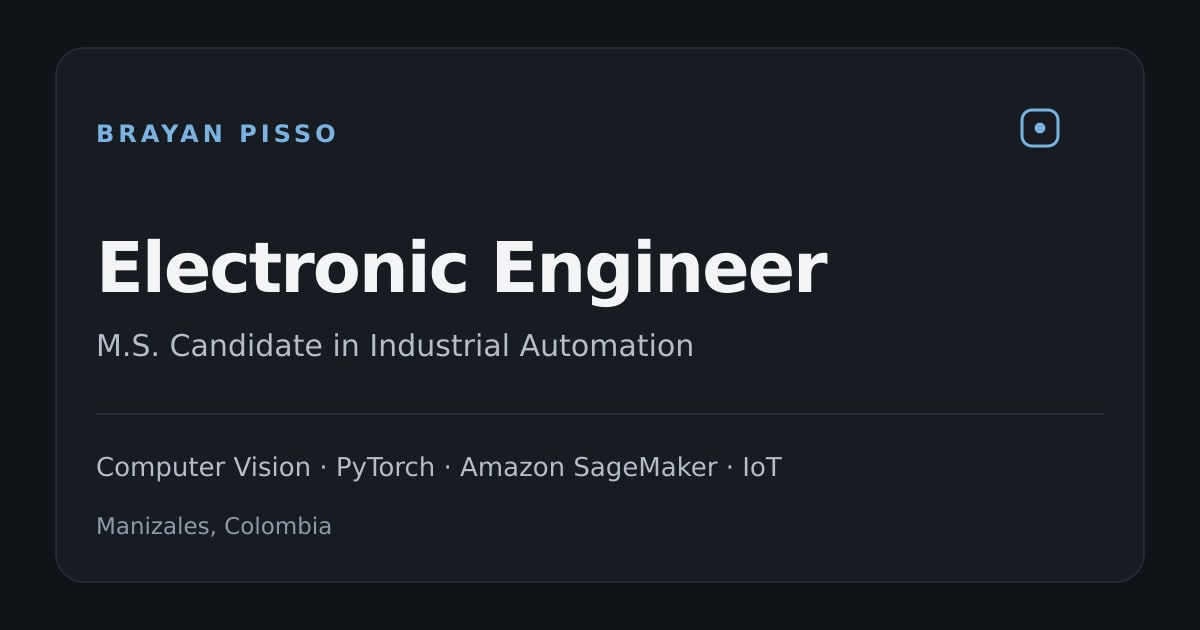 BRAYAN PISSO
Electronic Engineer
M.S. Candidate in Industrial Automation
Computer Vision · PyTorch · Amazon SageMaker · IoT
Manizales, Colombia